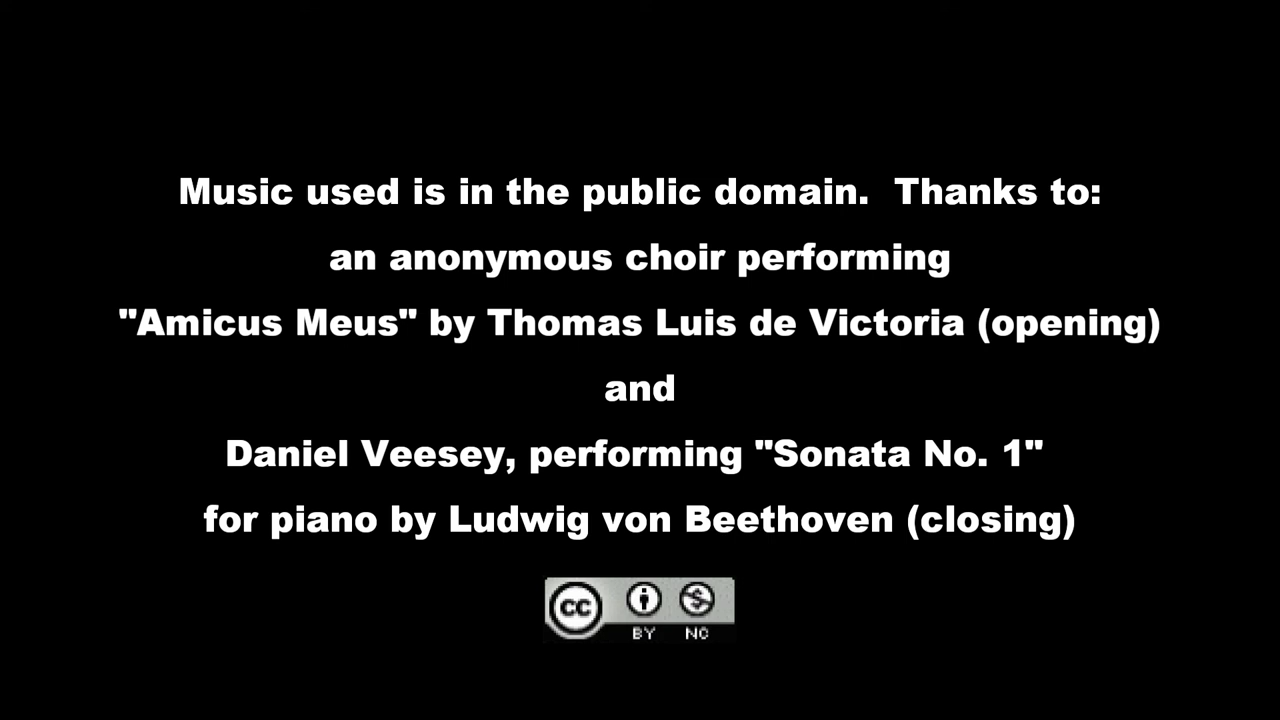 Music used is in the public domain.  Thanks to:
an anonymous choir performing
"Amicus Meus" by Thomas Luis de Victoria (opening)
and
Daniel Veesey, performing "Sonata No. 1"
for piano by Ludwig von Beethoven (closing)
cc
BY NC